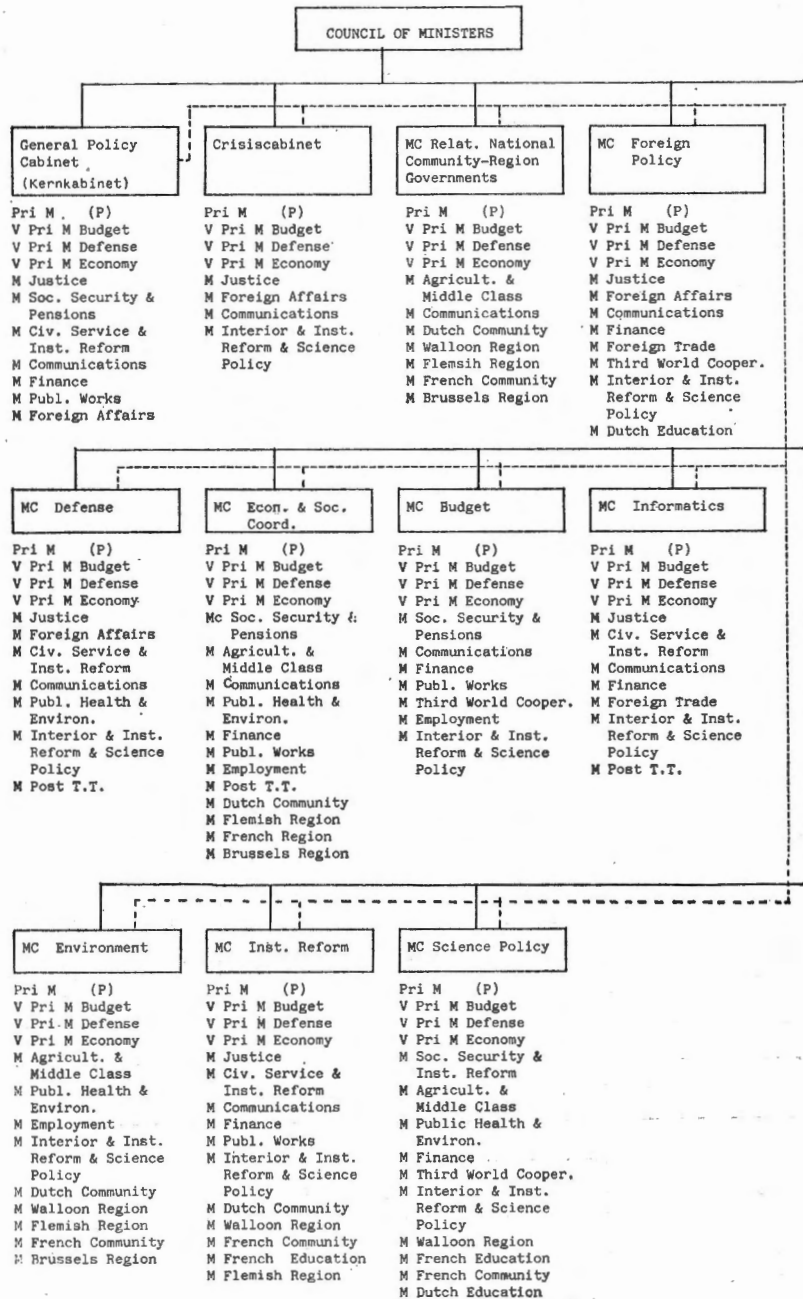 COUNCIL OF MINISTERS
General Policy
Cabinet
(Kernkabinet)
Pri M. (P)
V Pri M Budget
V Pri M Defense
V Pri M Economy
M Justice
M Soc. Security &
Pensions
M Civ. Service &
Inst. Reform
M Communications
M Finance
M Publ. Works
M Foreign Affairs
Crisiscabinet
Pri M (P)
V Pri M Budget
V Pri M Defense
V Pri M Economy
M Justice
M Foreign Affairs
M Communications
M Interior & Inst.
Reform & Science
Policy
MC Relat. National
Community-Region
Governments
Pri M (P)
V Pri M Budget
V Pri M Defense
V Pri M Economy
M Agricult. &
Middle Class
M Communications
M Dutch Community
M Walloon Region
M Flemsih Region
M French Community
M Brussels Region
MC Foreign
Policy
Pri M (P)
V Pri M Budget
V Pri M Defense
V Pri M Economy
M Justice
M Foreign Affairs
M Communications
M Finance
M Foreign Trade
M Third World Cooper.
M Interior & Inst.
Reform & Science
Policy
M Dutch Education
MC Defense
Pri M (P)
V Pri M Budget
V Pri M Defense
V Pri M Economy
M Justice
M Foreign Affairs
M Civ. Service &
Inst. Reform
M Communications
M Publ. Health &
Environ.
M Interior & Inst.
Reform & Science
Policy
M Post T.T.
MC Econ. & Soc.
Coord.
Pri M (P)
V Pri M Budget
V Pri M Defense
V Pri M Economy
Mc Soc. Security &
Pensions
M Agricult. &
Middle Class
M Communications
M Publ. Health &
Environ.
M Finance
M Publ. Works
M Employment
M Post T.T.
M Dutch Community
M Flemish Region
M French Region
M Brussels Region
MC Budget
Pri M (P)
V Pri M Budget
V Pri M Defense
V Pri M Economy
M Soc. Security &
Pensions
M Communications
M Finance
M Publ. Works
M Third World Cooper.
M Employment
M Interior & Inst.
Reform & Science
Policy
MC Informatics
Pri M (P)
V Pri M Budget
V Pri M Defense
V Pri M Economy
M Justice
M Civ. Service &
Inst. Reform
M Communications
M Finance
M Foreign Trade
M Interior & Inst.
Reform & Science
Policy
M Post T.T.
MC Environment
Pri M (P)
V Pri M Budget
V Pri M Defense
V Pri M Economy
M Agricult. &
Middle Class
M Publ. Health &
Environ.
M Employment
M Interior & Inst.
Reform & Science
Policy
M Dutch Community
M Walloon Region
M Flemish Region
M French Community
M Brussels Region
MC Inst. Reform
Pri M (P)
V Pri M Budget
V Pri M Defense
V Pri M Economy
M Justice
M Civ. Service &
Inst. Reform
M Communications
M Finance
M Publ. Works
M Interior & Inst.
Reform & Science
Policy
M Dutch Community
M Walloon Region
M French Community
M French Education
M Flemish Region
MC Science Policy
Pri M (P)
V Pri M Budget
V Pri M Defense
V Pri M Economy
M Soc. Security &
Inst. Reform
M Agricult. &
Middle Class
M Public Health &
Environ.
M Finance
M Third World Cooper.
M Interior & Inst.
Reform & Science
Policy
M Walloon Region
M French Education
M French Community
M Dutch Education